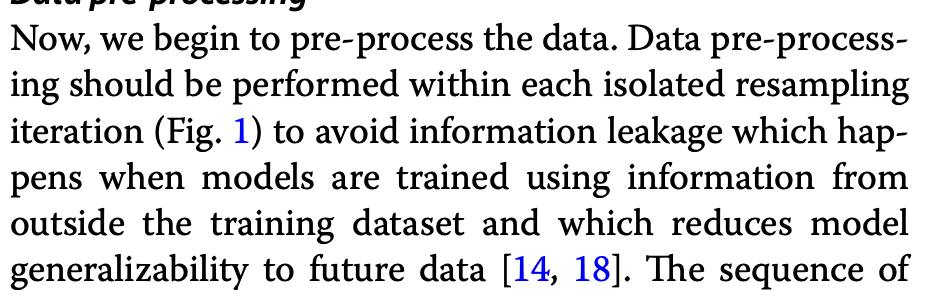 Data pre-processing
Now, we begin to pre-process the data. Data pre-process-
ing should be performed within each isolated resampling
iteration (Fig. 1) to avoid information leakage which hap-
pens when models are trained using information from
outside the training dataset and which reduces model
generalizability to future data [14, 18]. The sequence of